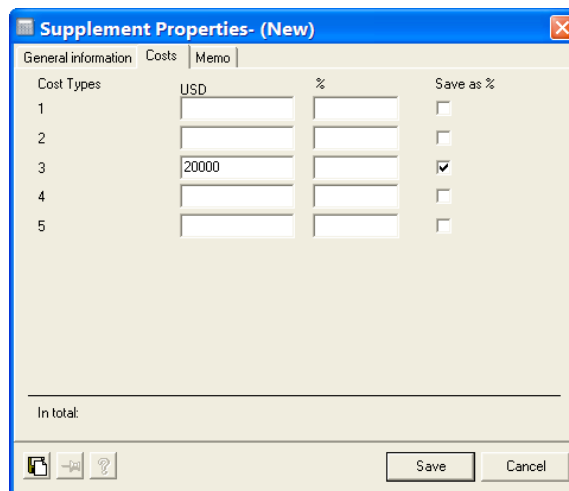 Supplement Properties- (New)
General information Costs Memo
Cost Types USD % Save as %
1
2
3 20000
4
5
In total:
Save Cancel